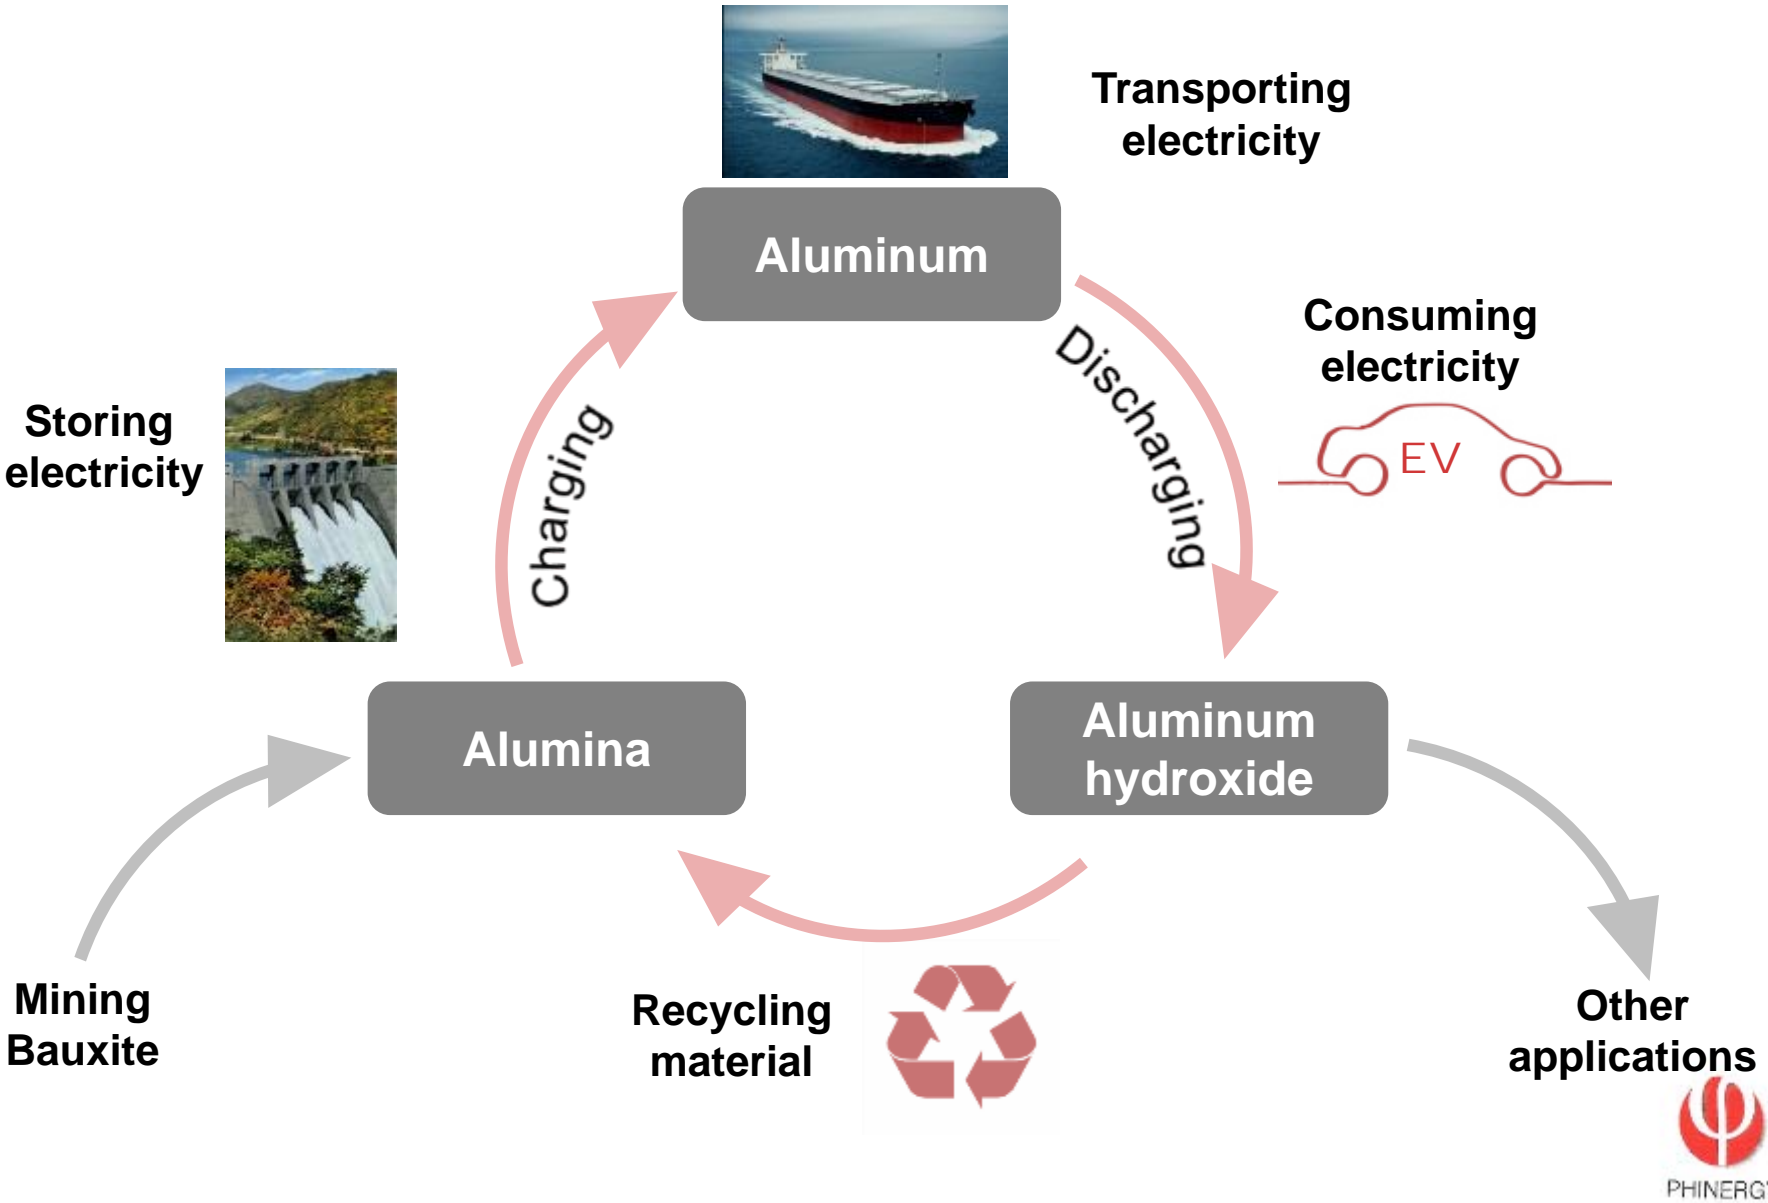 Transporting
electricity
Aluminum
Consuming
electricity
EV
Discharging
Charging
Storing
electricity
Alumina
Aluminum
hydroxide
Mining
Bauxite
Recycling
material
Other
applications
PHINERGY